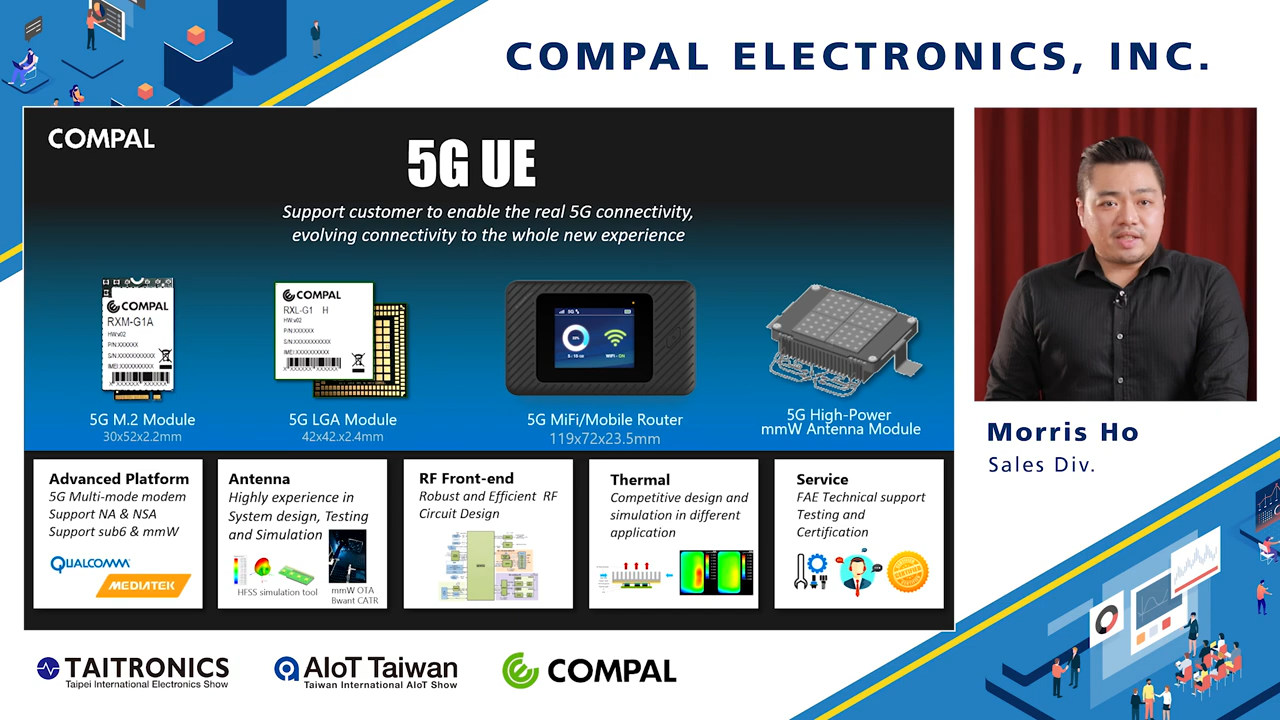 COMPAL ELECTRONICS, INC.
COMPAL
5G UE
Support customer to enable the real 5G connectivity,
evolving connectivity to the whole new experience
COMPAL
RXM-G1A
HW:v02
P/N:XXXXXX
S/N:XXXXXXXXXXX
5G M.2 Module
30x52x2.2mm
COMPAL
RXL-G1 H
HW:v02
P/N:XXXXXX
5G LGA Module
42x42.x2.4mm
5G
WiFi - ON
5G MiFi/Mobile Router
119x72x23.5mm
5G High-Power
mmW Antenna Module
Advanced Platform
5G Multi-mode modem
Support NA & NSA
Support sub6 & mmW
QUALCOMM
MEDIATEK
Antenna
Highly experience in
System design, Testing
and Simulation
HFSS simulation tool
mmW OTA
Bwant CATR
RF Front-end
Robust and Efficient RF
Circuit Design
Thermal
Competitive design and
simulation in different
application
Service
FAE Technical support
Testing and
Certification
Morris Ho
Sales Div.
TAITRONICS
Taipei International Electronics Show
AIoT Taiwan
Taiwan International AIoT Show
COMPAL